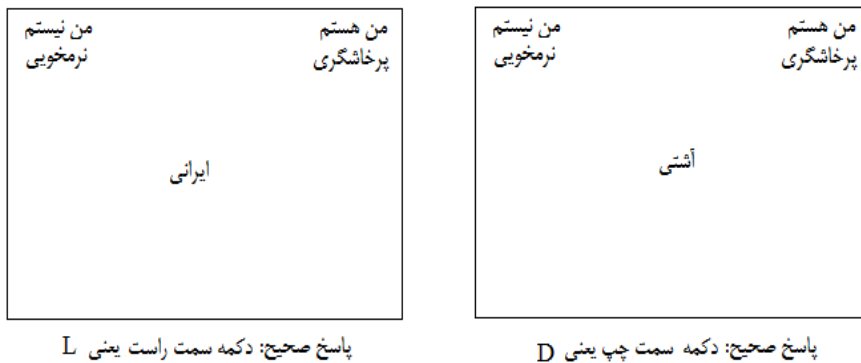 من هستم
پرخاشگری
من نیستم
نرمخویی
آشتی
پاسخ صحیح: دکمه سمت چپ یعنی D
من هستم
پرخاشگری
من نیستم
نرمخویی
ایرانی
پاسخ صحیح: دکمه سمت راست یعنی L